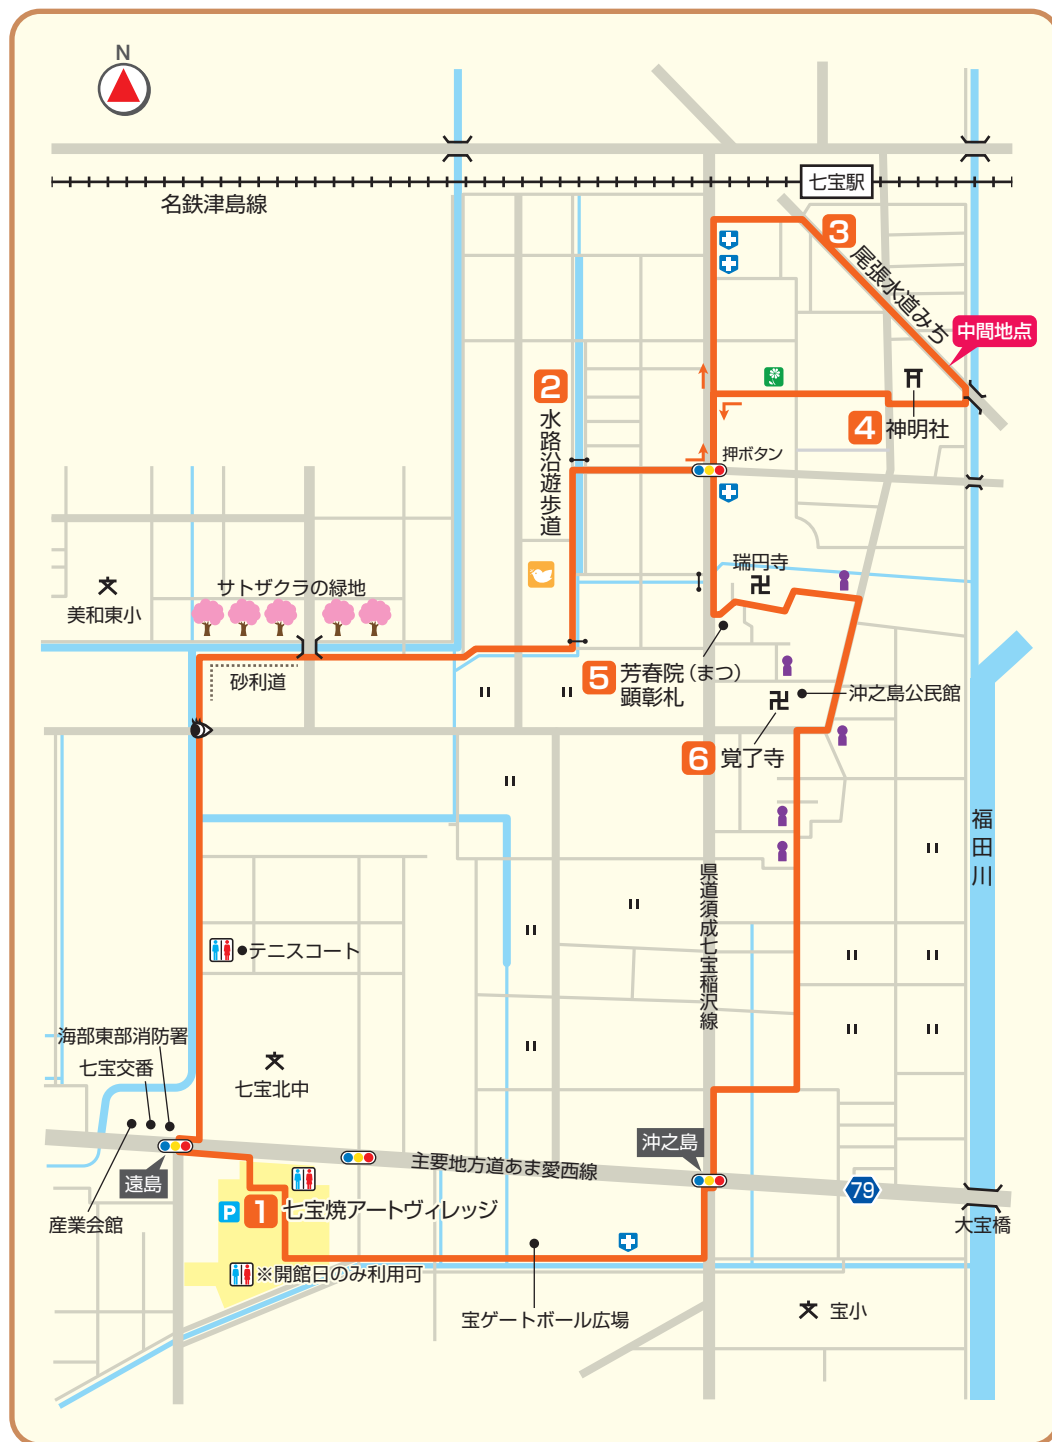 N
七宝駅
名鉄津島線
3
尾張水道みち
中間地点
2
水路沿遊歩道
4 神明社
押ボタン
瑞円寺
サトザクラの緑地
美和東小
砂利道
5 芳春院(まつ)
顕彰札
沖之島公民館
6 覚了寺
福田川
県道須成七宝稲沢線
テニスコート
海部東部消防署
七宝交番
七宝北中
沖之島
主要地方道あま愛西線
遠島
79
P 1 七宝焼アートヴィレッジ
産業会館
大宝橋
※開館日のみ利用可
宝ゲートボール広場
宝小